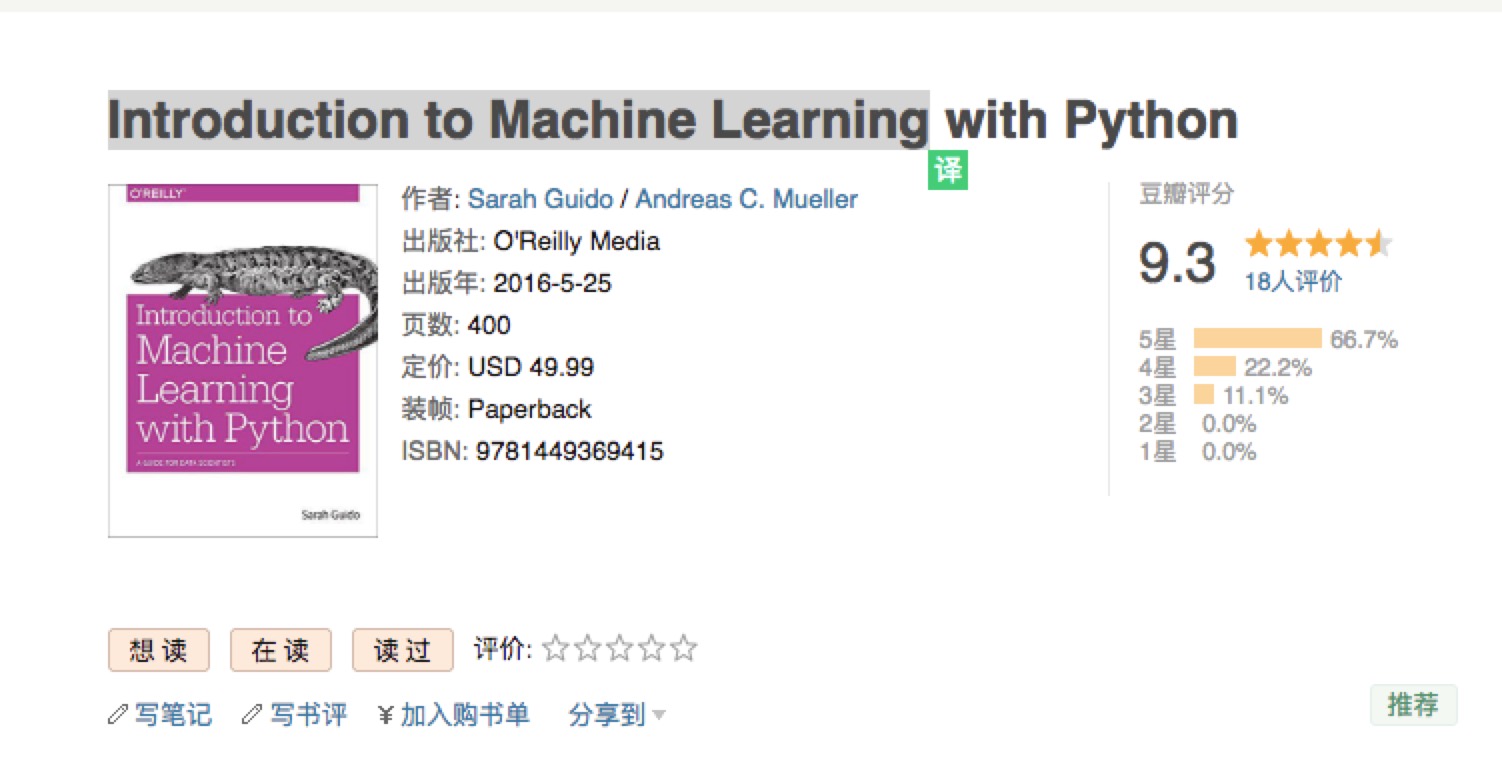 Introduction to Machine Learning with Python
译
O'REILLY
Introduction to
Machine
Learning
with Python
A GUIDE FOR DATA SCIENTISTS
Sarah Guido
作者: Sarah Guido / Andreas C. Mueller
出版社: O'Reilly Media
出版年: 2016-5-25
页数: 400
定价: USD 49.99
装帧: Paperback
ISBN: 9781449369415
豆瓣评分
9.3
18人评价
5星 66.7%
4星 22.2%
3星 11.1%
2星 0.0%
1星 0.0%
想读 在读 读过 评价:
写笔记 写书评 ¥加入购书单 分享到
推荐